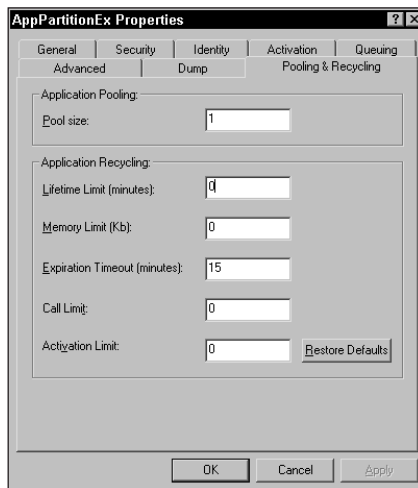 AppPartitionEx Properties ? X
General Security Identity Activation Queuing
Advanced Dump Pooling & Recycling
Application Pooling:
Pool size: 1
Application Recycling:
Lifetime Limit (minutes): 0
Memory Limit (Kb): 0
Expiration Timeout (minutes): 15
Call Limit: 0
Activation Limit: 0 Restore Defaults
OK Cancel Apply